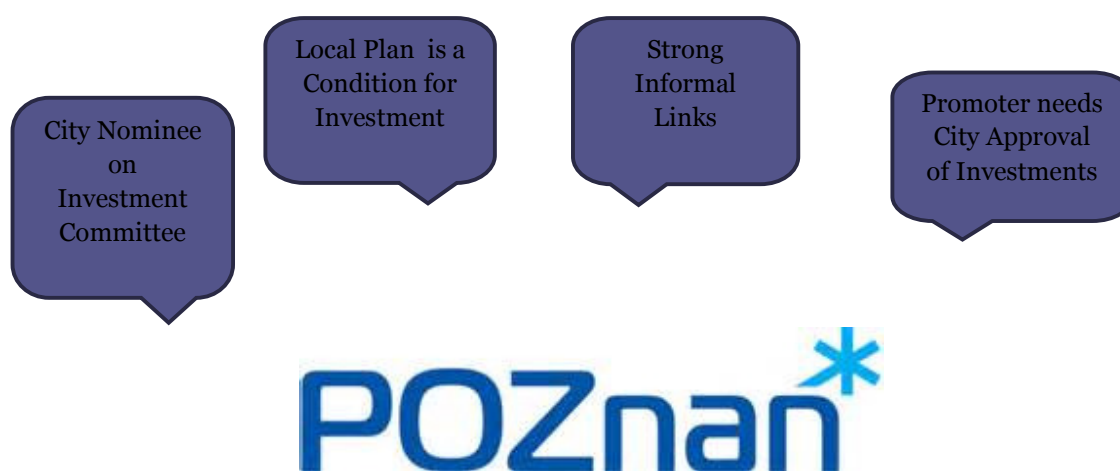 City Nominee
on
Investment
Committee
Local Plan is a
Condition for
Investment
Strong
Informal
Links
Promoter needs
City Approval
of Investments
POZnan*